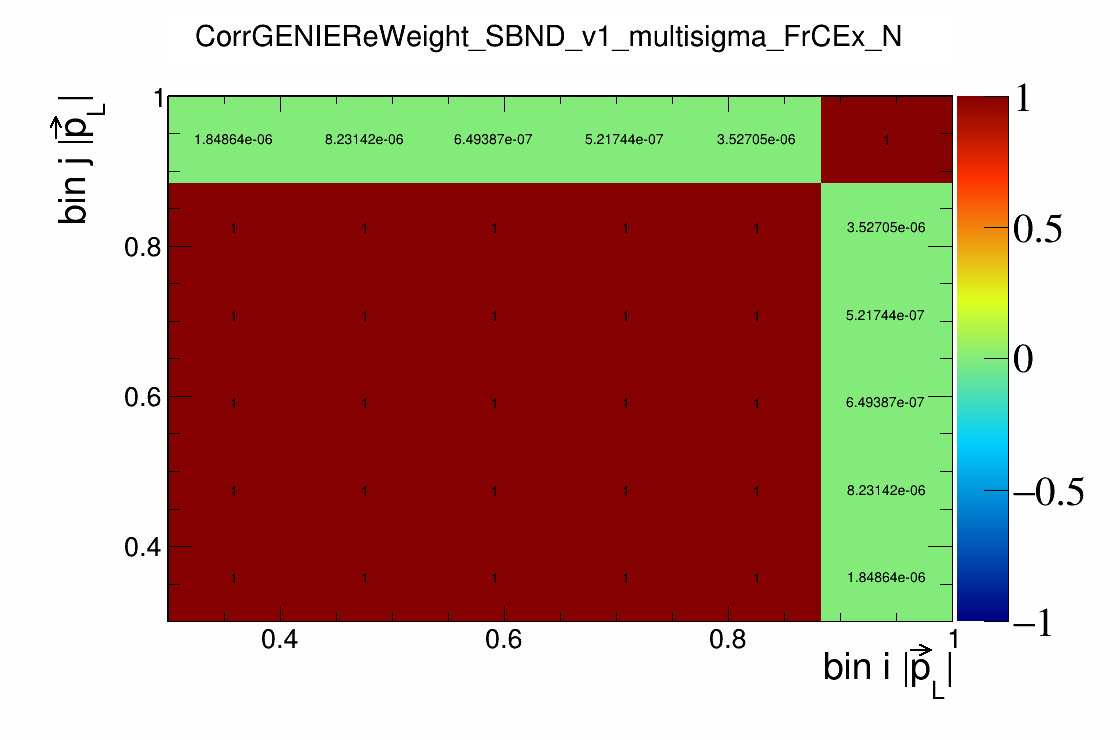 CorrGENIEReWeight_SBND_v1_multisigma_FrCEx_N
bin j |p⃗_L|
1
0.8
0.6
0.4
1.84864e-06 8.23142e-06 6.49387e-07 5.21744e-07 3.52705e-06 1
1 1 1 1 1 3.52705e-06
1 1 1 1 1 5.21744e-07
1 1 1 1 1 6.49387e-07
1 1 1 1 1 8.23142e-06
1 1 1 1 1 1.84864e-06
0.4 0.6 0.8 1
bin i |p⃗_L|
1
0.5
0
−0.5
−1